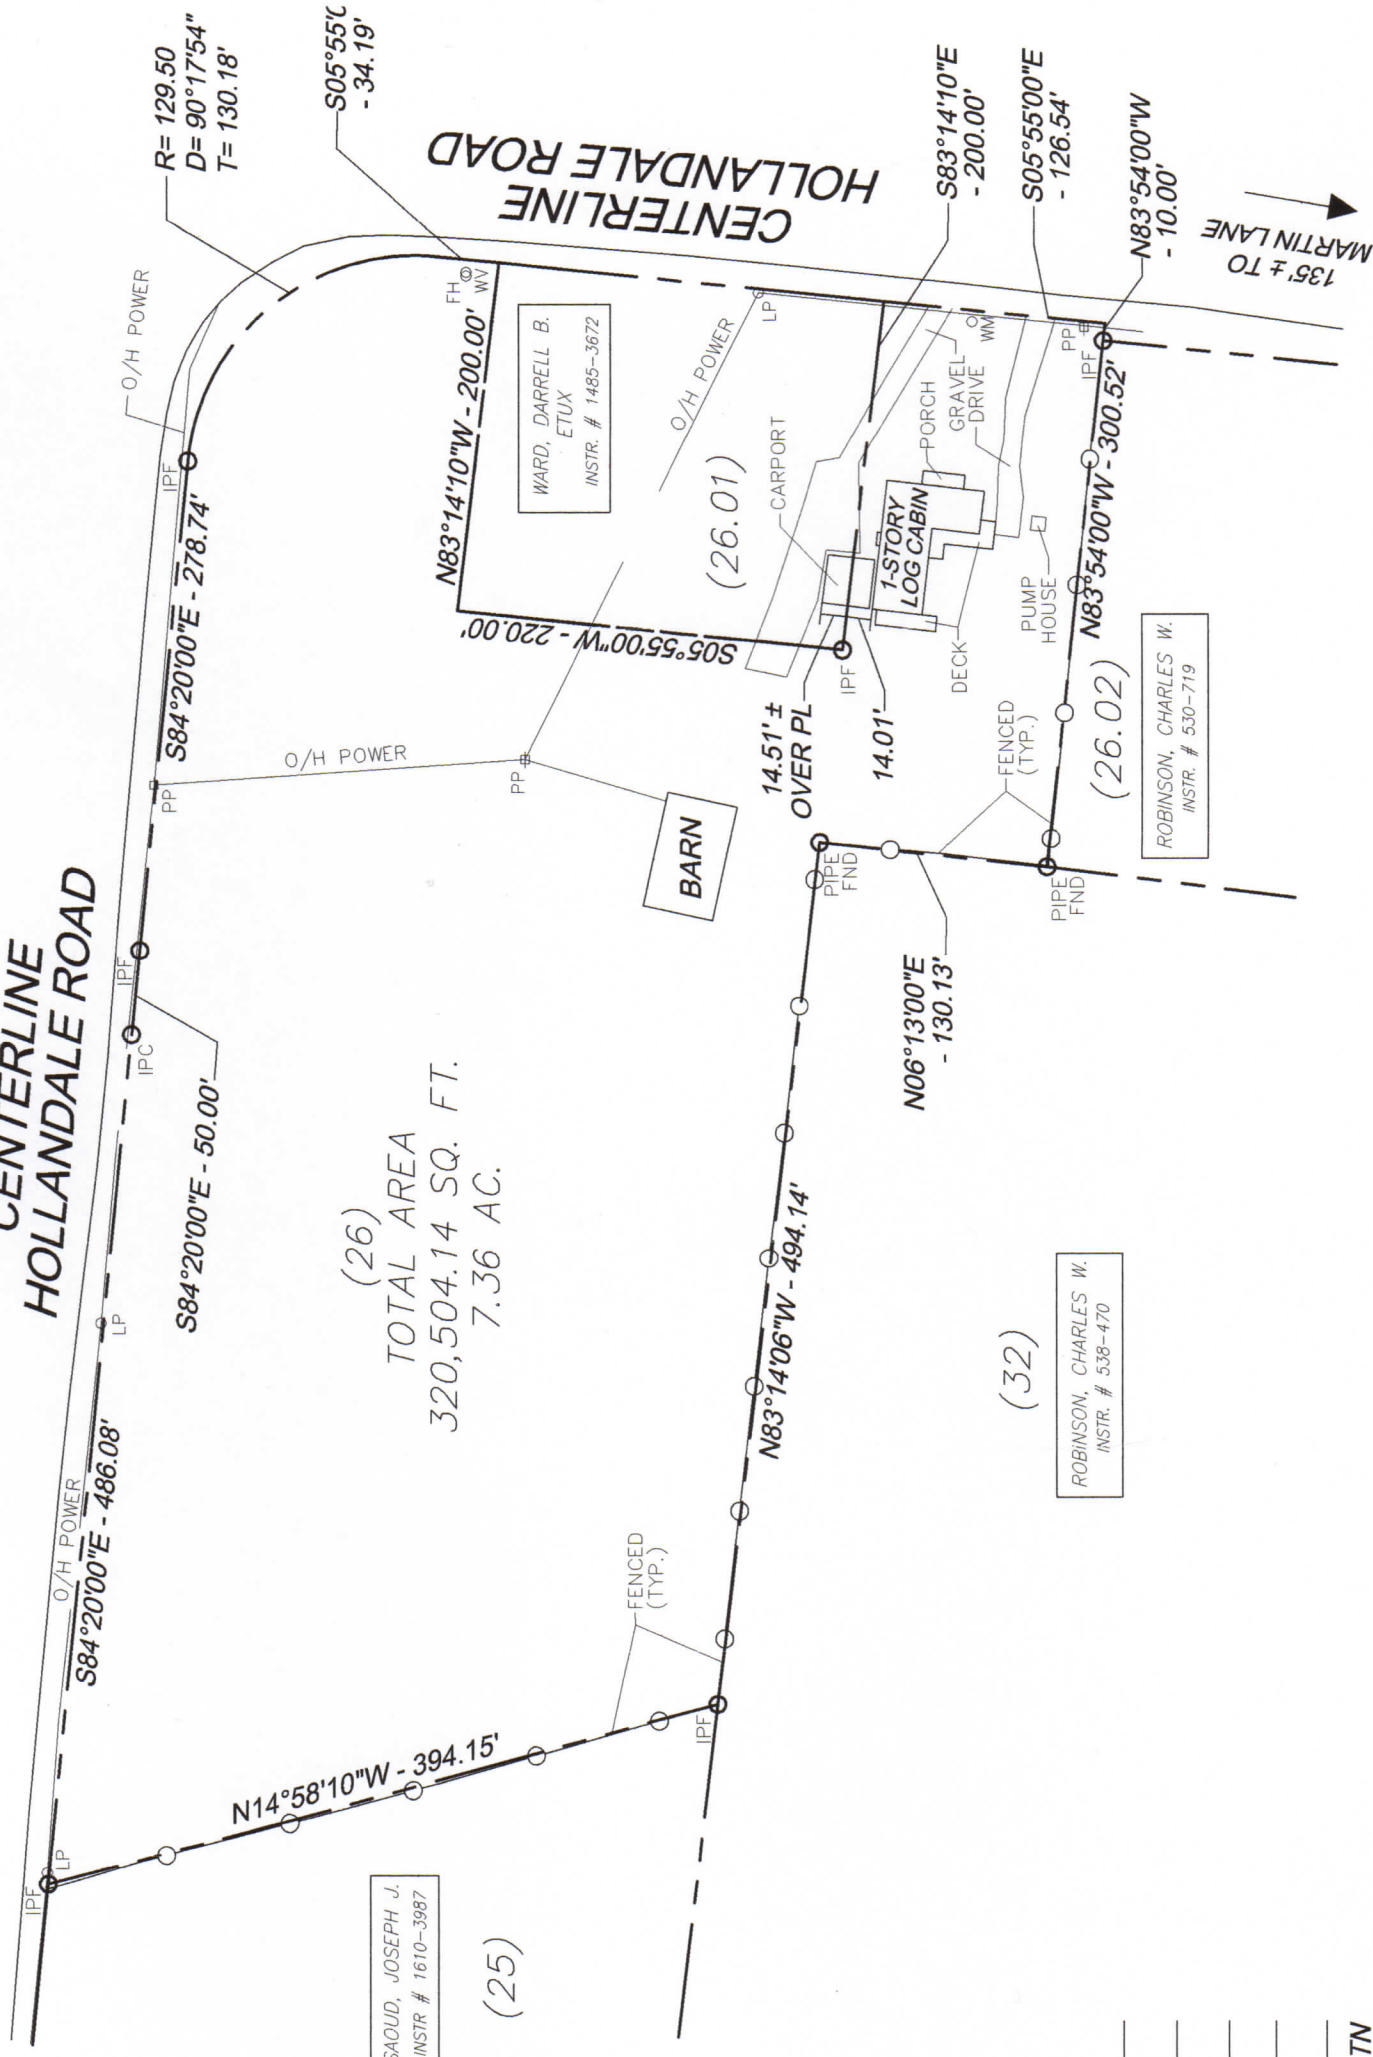 CENTERLINE
HOLLANDALE ROAD
IPF
LP
S84°20'00"E - 486.08'
O/H POWER
LP
S84°20'00"E - 50.00'
IPC
IPF
PP
S84°20'00"E - 278.74'
IPF
O/H POWER
R= 129.50
D= 90°17'54"
T= 130.18'
- 34.19'
CENTERLINE
HOLLANDALE ROAD
FH
WV
N83°14'10"W - 200.00'
WARD, DARRELL B.
ETUX
INSTR. # 1485-3672
O/H POWER
LP
(26.01)
CARPORT
S05°55'00"W - 220.00'
O/H POWER
PP
BARN
S83°14'10"E
- 200.00'
S05°55'00"E
- 126.54'
N83°54'00"W
- 10.00'
135' ± TO
MARTIN LANE
WM
GRAVEL
DRIVE
PORCH
1-STORY
LOG CABIN
DECK
PUMP
HOUSE
PP
IPF
N83°54'00"W - 300.52'
IPF
14.51' ±
OVER PL
14.01'
FENCED
(TYP.)
(26.02)
ROBINSON, CHARLES W.
INSTR. # 530-719
PIPE
FND
PIPE
FND
N06°13'00"E
- 130.13'
(26)
TOTAL AREA
320,504.14 SQ. FT.
7.36 AC.
N83°14'06"W - 494.14'
(32)
ROBINSON, CHARLES W.
INSTR. # 538-470
FENCED
(TYP.)
IPF
N14°58'10"W - 394.15'
SAOUD, JOSEPH J.
INSTR # 1610-3987
(25)
TN